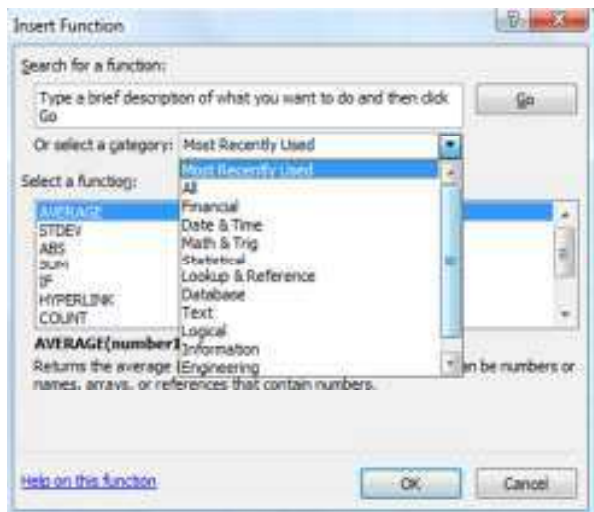 Insert Function
Search for a function:
Type a brief description of what you want to do and then click
Go
Go
Or select a category: Most Recently Used
Most Recently Used
All
Financial
Date & Time
Math & Trig
Statistical
Lookup & Reference
Database
Text
Logical
Information
Engineering
Select a function:
AVERAGE
STDEV
ABS
SUM
IF
HYPERLINK
COUNT
AVERAGE(number1
Returns the average
an be numbers or
names, arrays, or references that contain numbers.
Help on this function
OK
Cancel